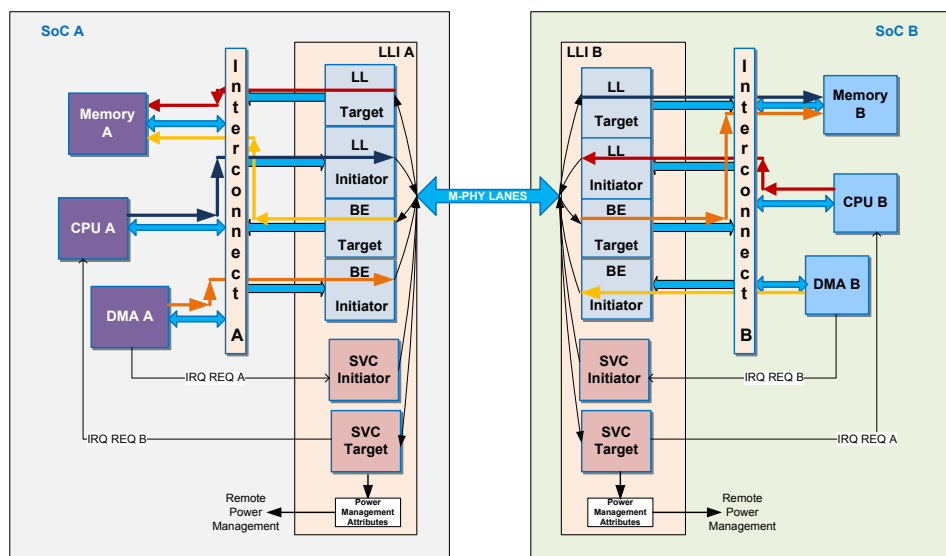 SoC A
LLI A
Interconnect A
LL
Target
LL
Initiator
BE
Target
BE
Initiator
Memory
A
CPU A
DMA A
SVC
Initiator
SVC
Target
IRQ REQ A
IRQ REQ B
Power
Management
Attributes
Remote
Power
Management
M-PHY LANES
SoC B
LLI B
Interconnect B
LL
Target
LL
Initiator
BE
Target
BE
Initiator
Memory
B
CPU B
DMA B
SVC
Initiator
SVC
Target
IRQ REQ B
IRQ REQ A
Power
Management
Attributes
Remote
Power
Management